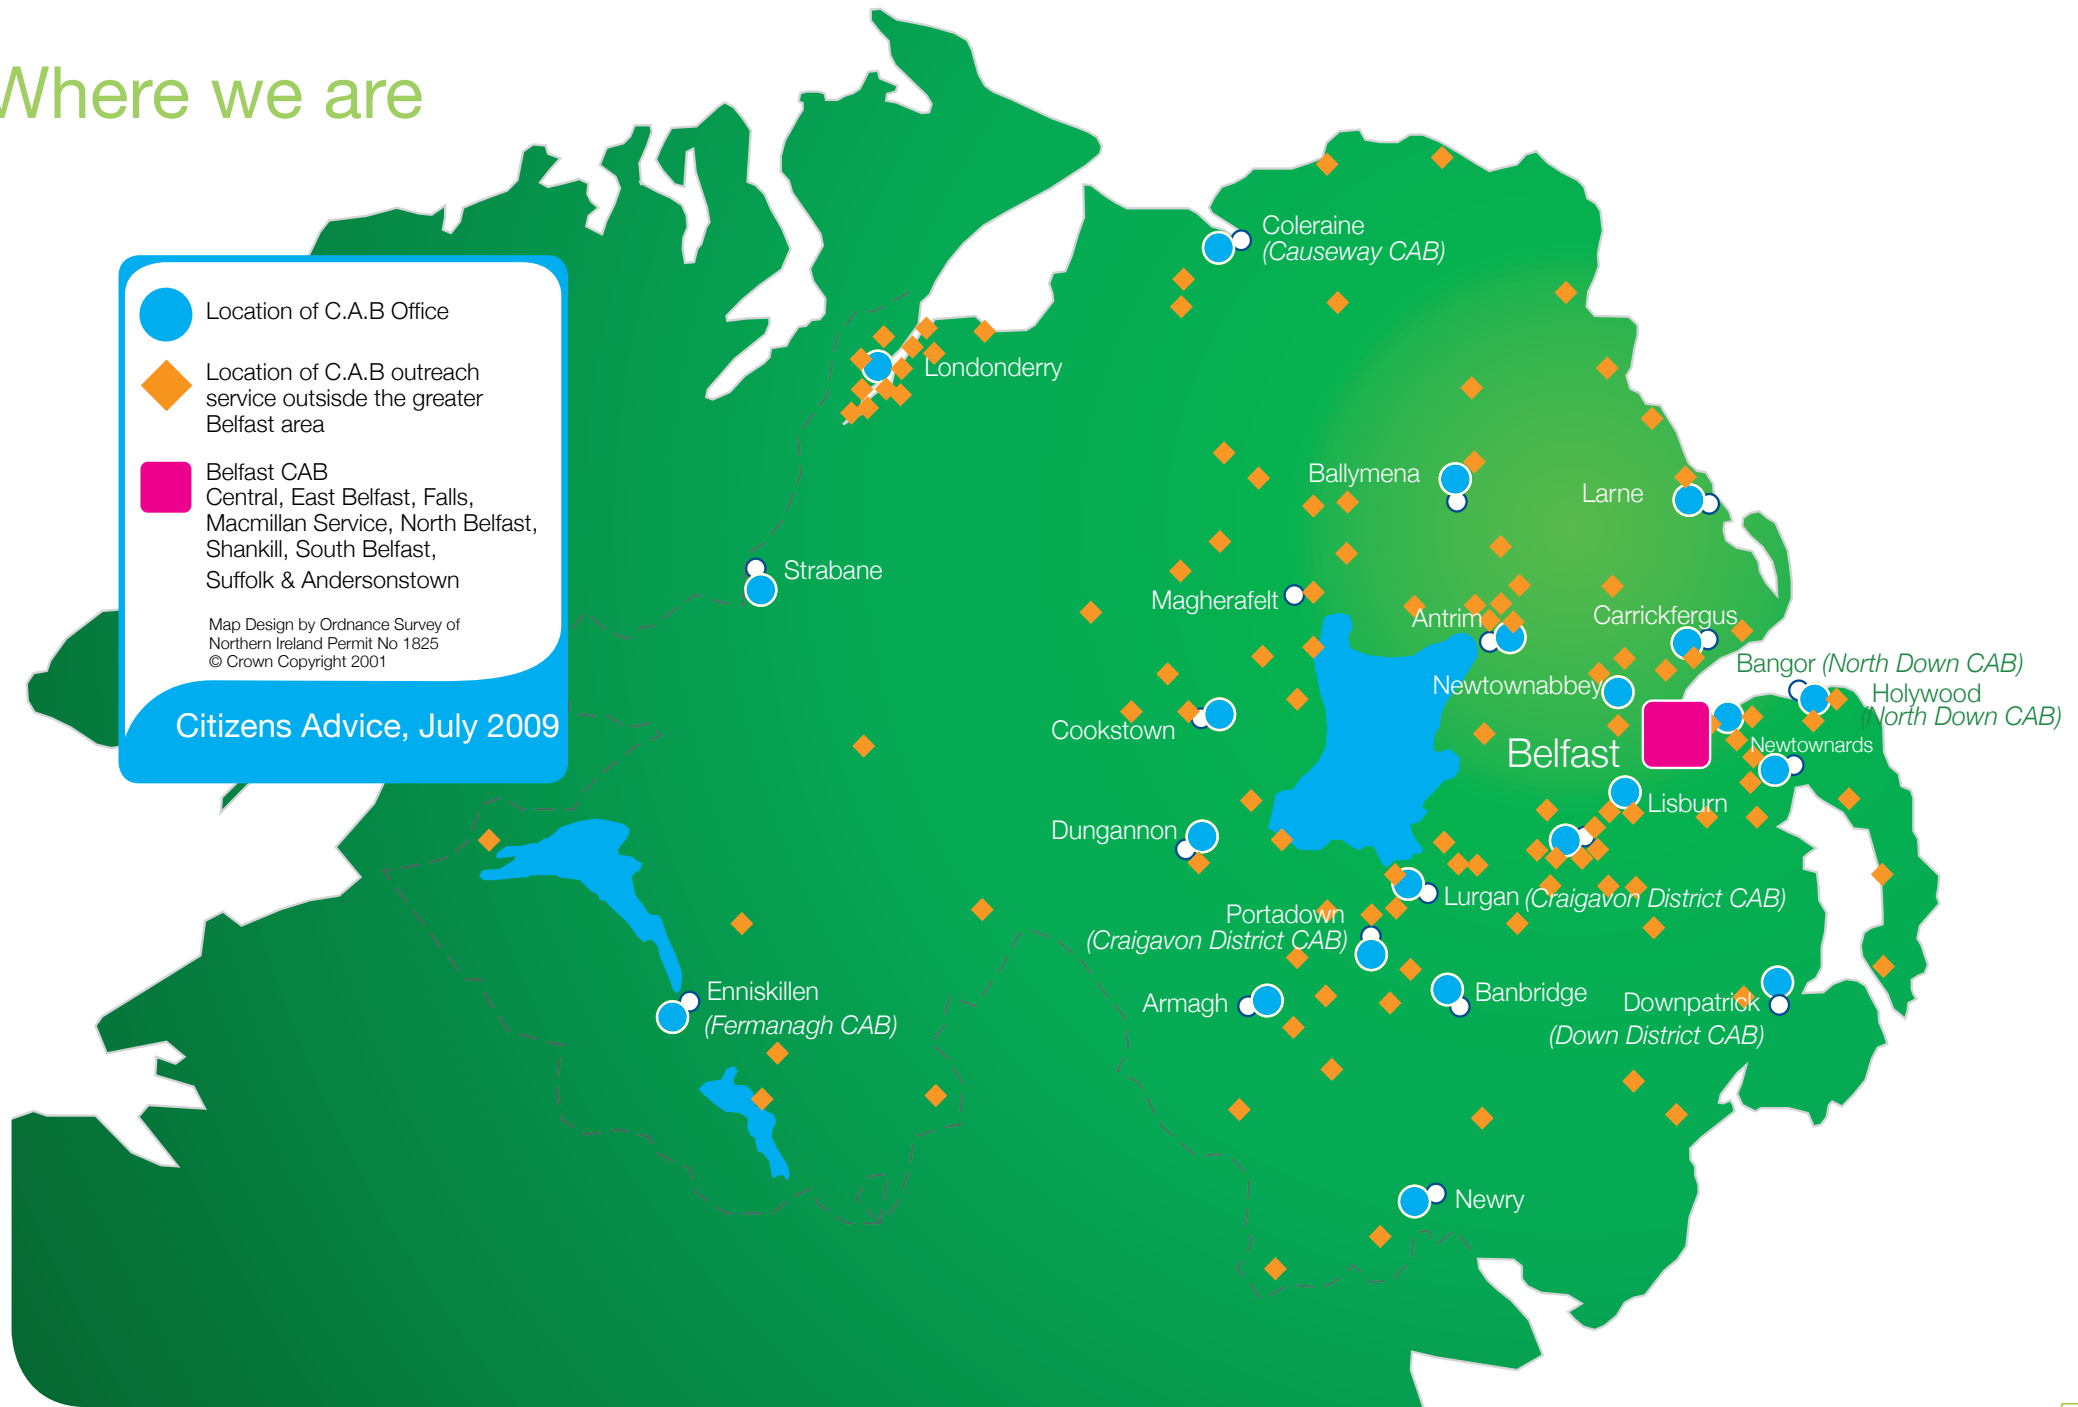 Where we are
Location of C.A.B Office
Location of C.A.B outreach
service outsisde the greater
Belfast area
Belfast CAB
Central, East Belfast, Falls,
Macmillan Service, North Belfast,
Shankill, South Belfast,
Suffolk & Andersonstown
Map Design by Ordnance Survey of
Northern Ireland Permit No 1825
© Crown Copyright 2001
Citizens Advice, July 2009
Coleraine
(Causeway CAB)
Londonderry
Ballymena
Larne
Strabane
Magherafelt
Antrim
Carrickfergus
Bangor (North Down CAB)
Newtownabbey
Holywood
(North Down CAB)
Cookstown
Belfast
Newtownards
Lisburn
Dungannon
Lurgan (Craigavon District CAB)
Portadown
(Craigavon District CAB)
Enniskillen
(Fermanagh CAB)
Armagh
Banbridge
Downpatrick
(Down District CAB)
Newry